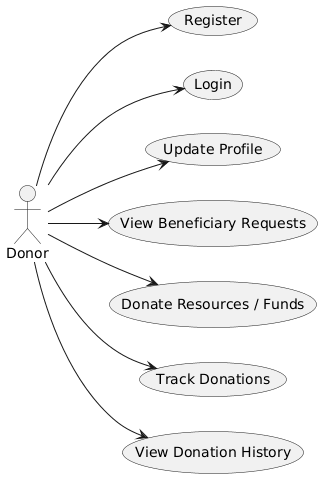 Register
Login
Update Profile
View Beneficiary Requests
Donor
Donate Resources / Funds
Track Donations
View Donation History